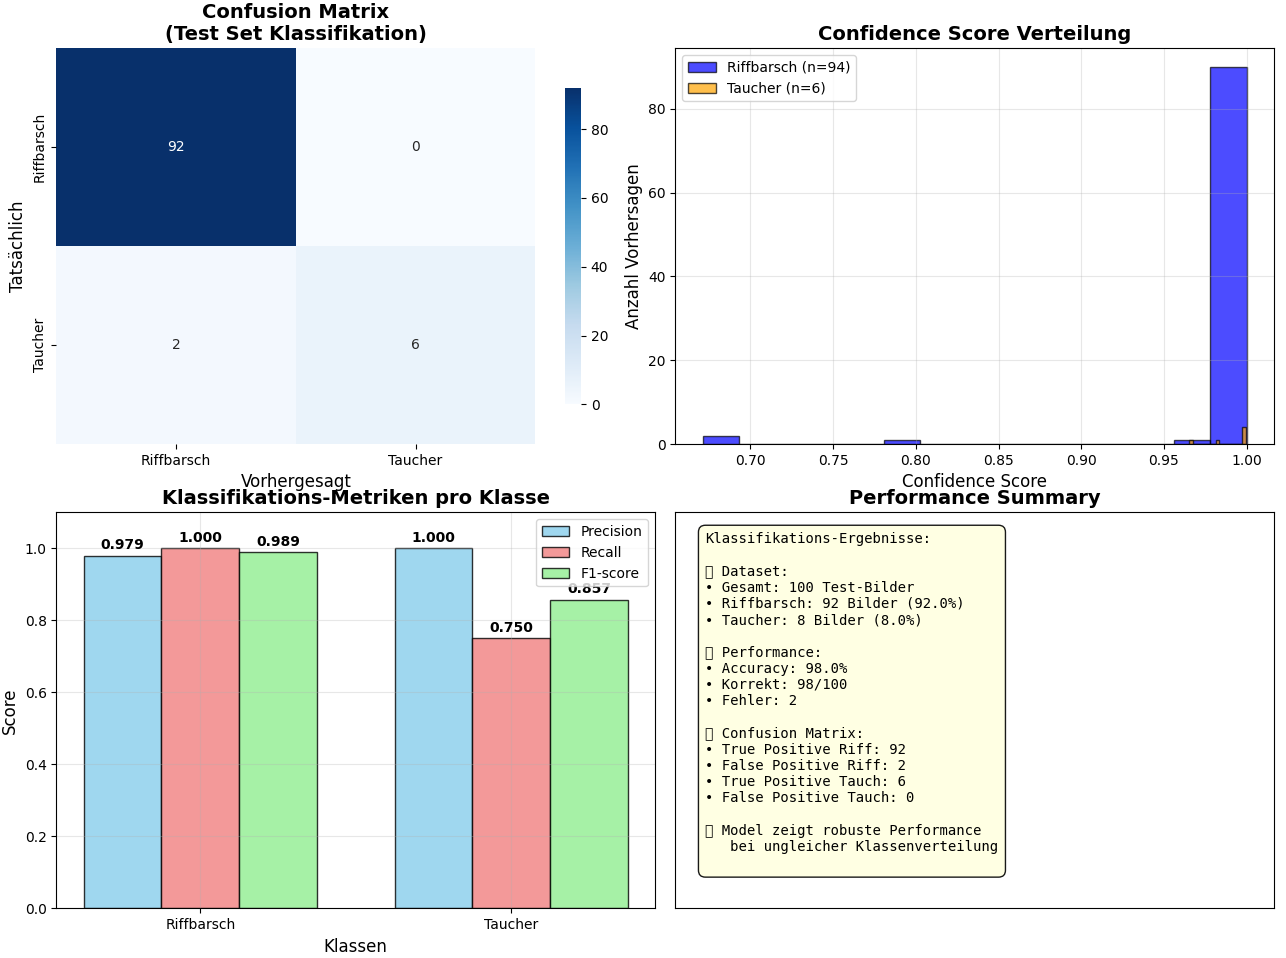 Confusion Matrix
(Test Set Klassifikation)
Tatsächlich
Riffbarsch
Taucher
92
0
2
6
Riffbarsch
Taucher
Vorhergesagt
80
60
40
20
0
Confidence Score Verteilung
Riffbarsch (n=94)
Taucher (n=6)
Anzahl Vorhersagen
80
60
40
20
0
0.70
0.75
0.80
0.85
0.90
0.95
1.00
Confidence Score
Klassifikations-Metriken pro Klasse
Precision
Recall
F1-score
Score
1.0
0.8
0.6
0.4
0.2
0.0
0.979
1.000
0.989
1.000
0.750
0.857
Riffbarsch
Taucher
Klassen
Performance Summary
Klassifikations-Ergebnisse:
Dataset:
• Gesamt: 100 Test-Bilder
• Riffbarsch: 92 Bilder (92.0%)
• Taucher: 8 Bilder (8.0%)
Performance:
• Accuracy: 98.0%
• Korrekt: 98/100
• Fehler: 2
Confusion Matrix:
• True Positive Riff: 92
• False Positive Riff: 2
• True Positive Tauch: 6
• False Positive Tauch: 0
Model zeigt robuste Performance
bei ungleicher Klassenverteilung